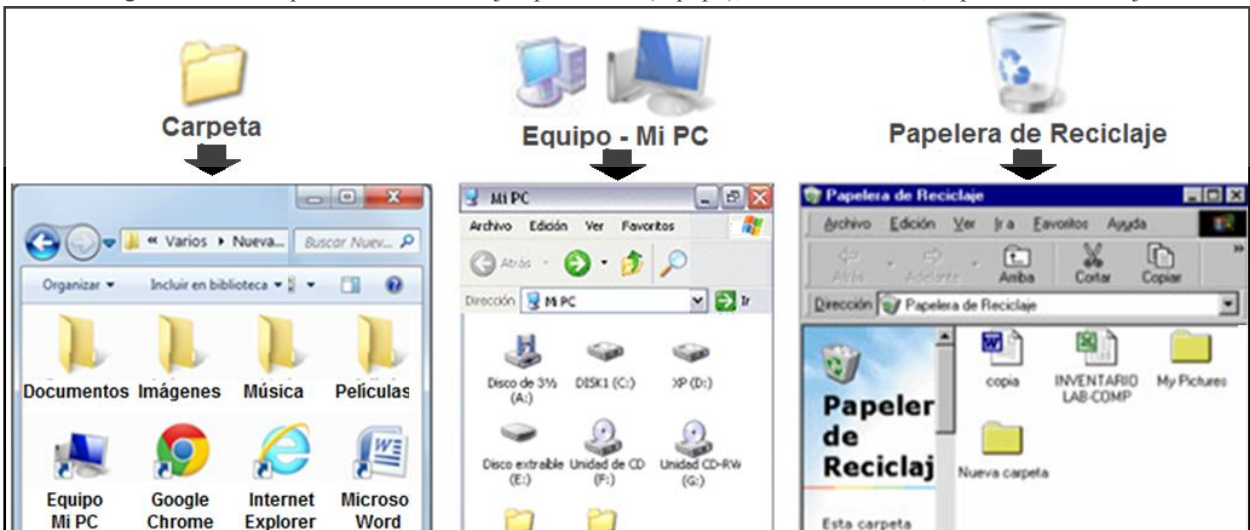 Carpeta
Equipo - Mi PC
Papelera de Reciclaje
« Varios Nueva... Buscar Nuev...
Organizar Incluir en biblioteca
Documentos Imágenes Música Películas
Equipo Mi PC
Google Chrome
Internet Explorer
Microso Word
Mi PC
Archivo Edición Ver Favoritos
Atrás
Dirección Mi PC Ir
Disco de 3½ (A:)
DISK1 (C:)
XP (D:)
Disco extraíble (E:)
Unidad de CD (F:)
Unidad CD-RW (G:)
Papelera de Reciclaje
Archivo Edición Ver Ir a Favoritos Ayuda
Atrás Adelante Arriba Cortar Copiar
Dirección Papelera de Reciclaje
Papeler
de
Reciclaj
Esta carpeta
copia
INVENTARIO
LAB-COMP
My Pictures
Nueva carpeta